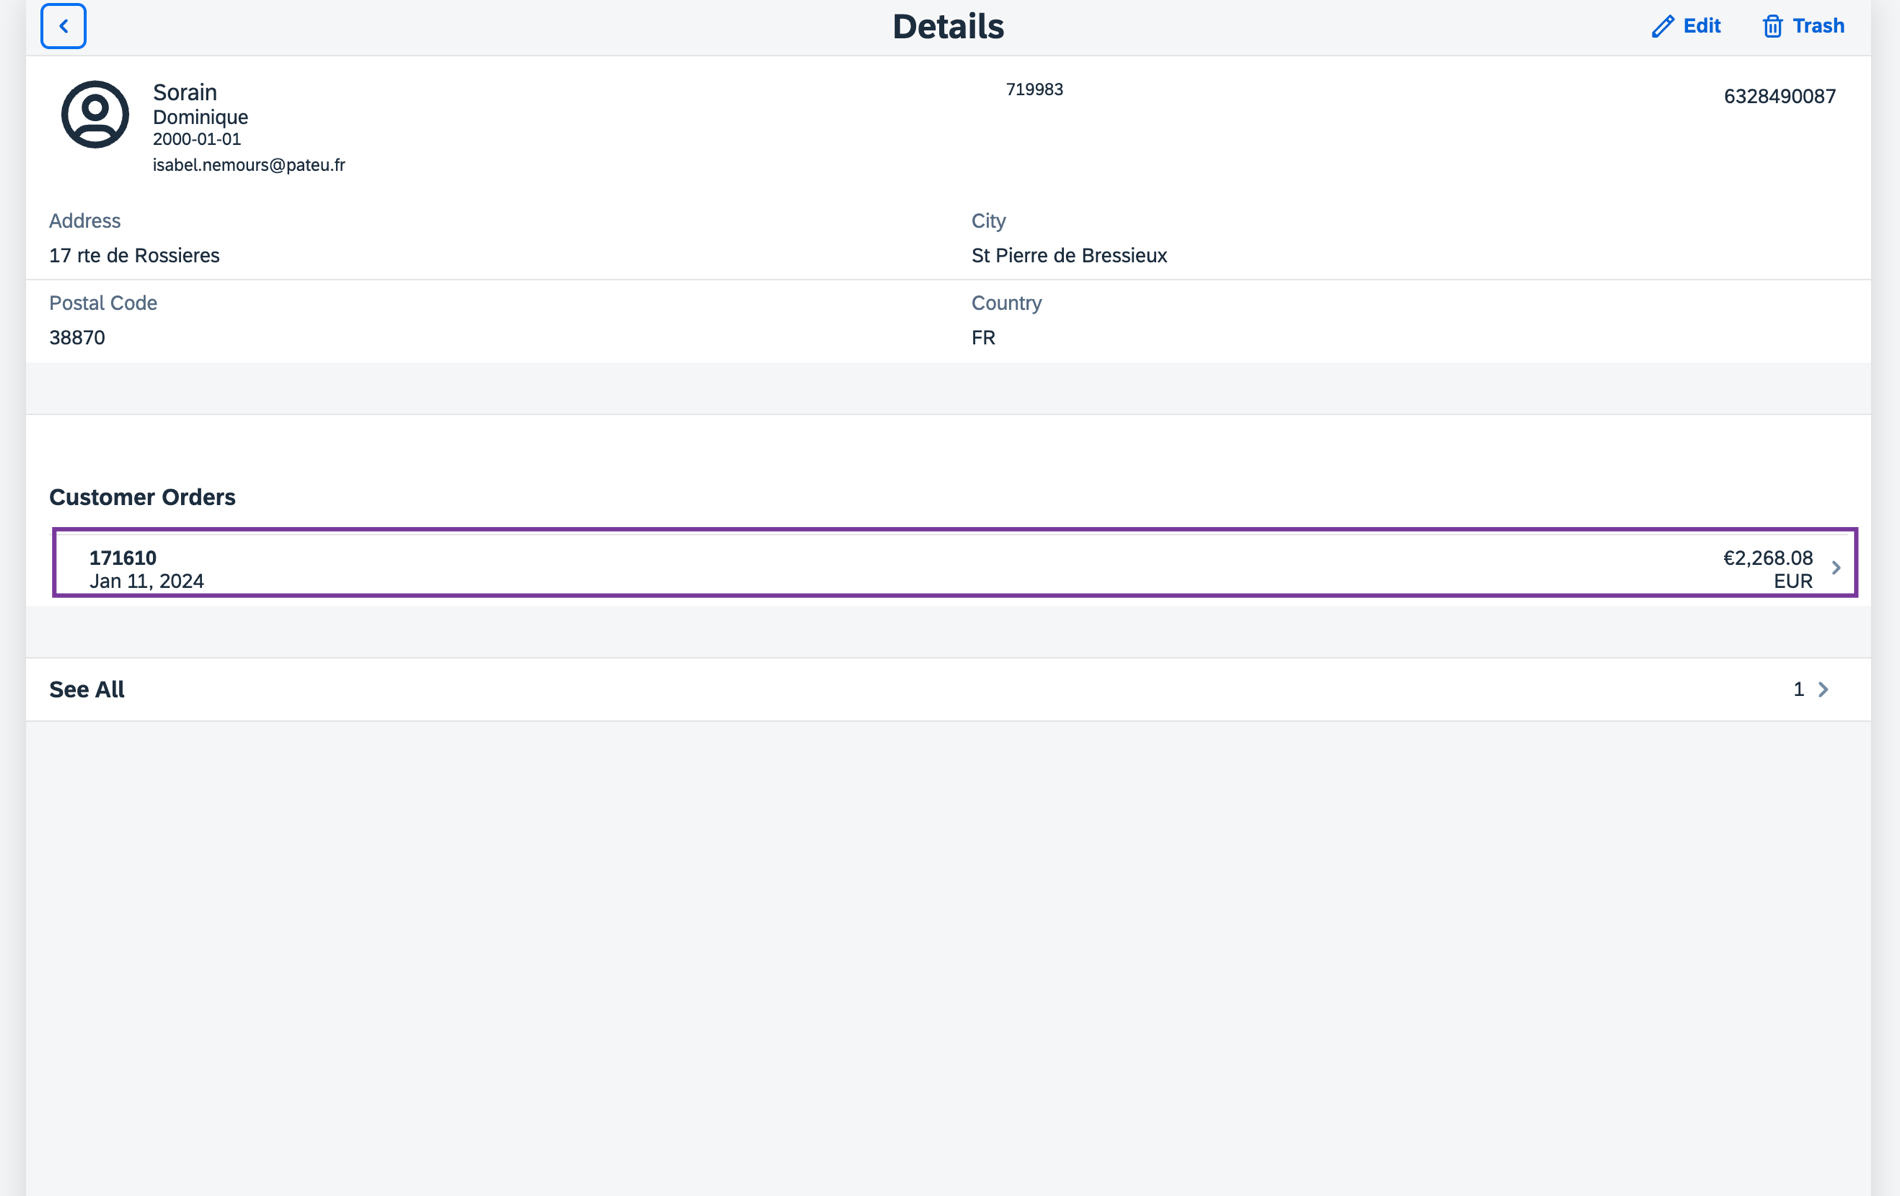 Details
Edit
Trash
Sorain
Dominique
2000-01-01
isabel.nemours@pateu.fr
719983
6328490087
Address
17 rte de Rossieres
City
St Pierre de Bressieux
Postal Code
38870
Country
FR
Customer Orders
171610
Jan 11, 2024
€2,268.08
EUR
See All
1